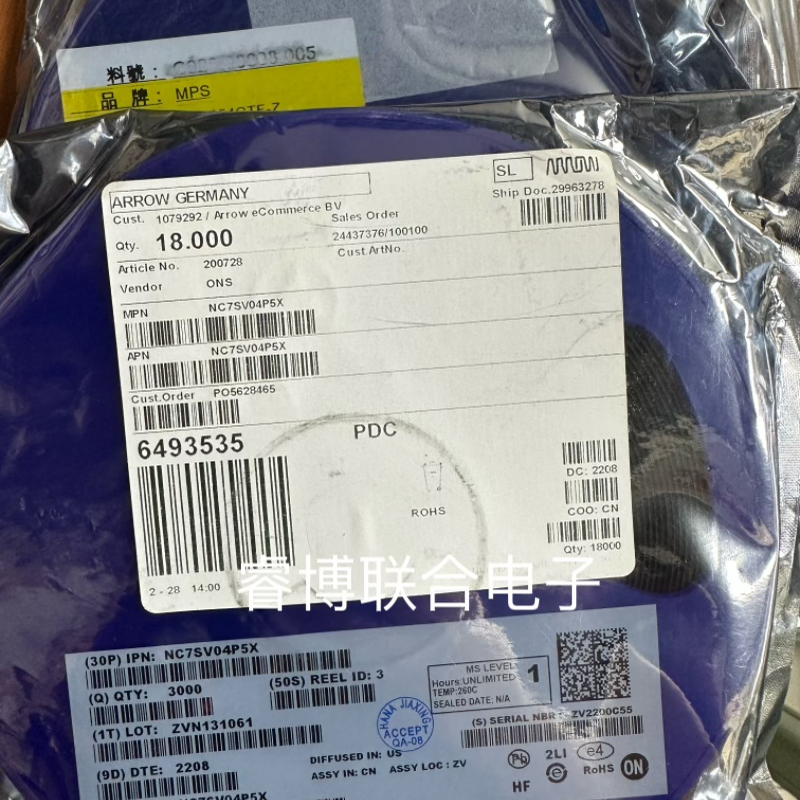 料號：
005
品牌： MPS
ARROW GERMANY
SL ARROW
Cust. 1079292 / Arrow eCommerce BV
Ship Doc.29963278
Qty. 18.000
Sales Order
24437376/100100
Cust.ArtNo.
Article No. 200728
Vendor ONS
MPN NC7SV04P5X
APN NC7SV04P5X
Cust.Order PO5628465
6493535
PDC
ROHS
DC: 2208
COO: CN
Qty: 18000
2-28 14:00
睿博联合电子
(30P) IPN: NC7SV04P5X
(Q) QTY: 3000
(50S) REEL ID: 3
MS LEVEL 1
Hours:UNLIMITED
TEMP:260C
SEALED DATE: N/A
(1T) LOT: ZVN131061
HANA JIAXING
ACCEPT
QA-08
(S) SERIAL NBR: ZV2200C55
(9D) DTE: 2208
DIFFUSED IN: US
ASSY IN: CN ASSY LOC : ZV
Pb 2LI e4
HF e RoHS ON
NC7SV04P5X